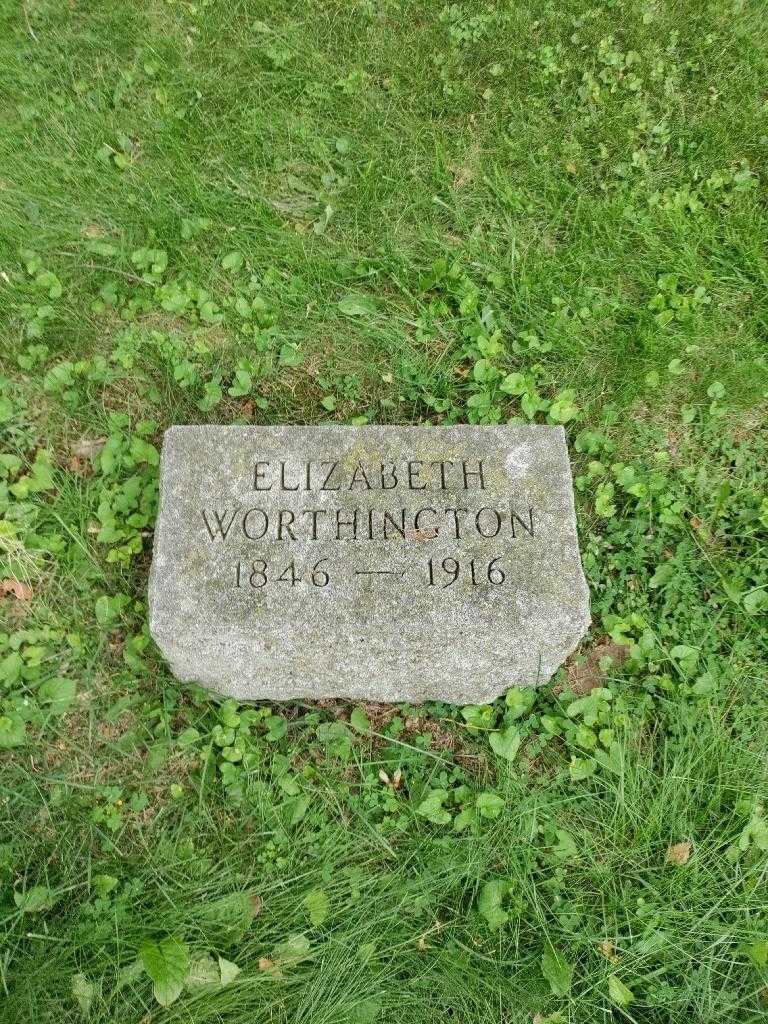 ELIZABETH
WORTHINGTON
1846 — 1916